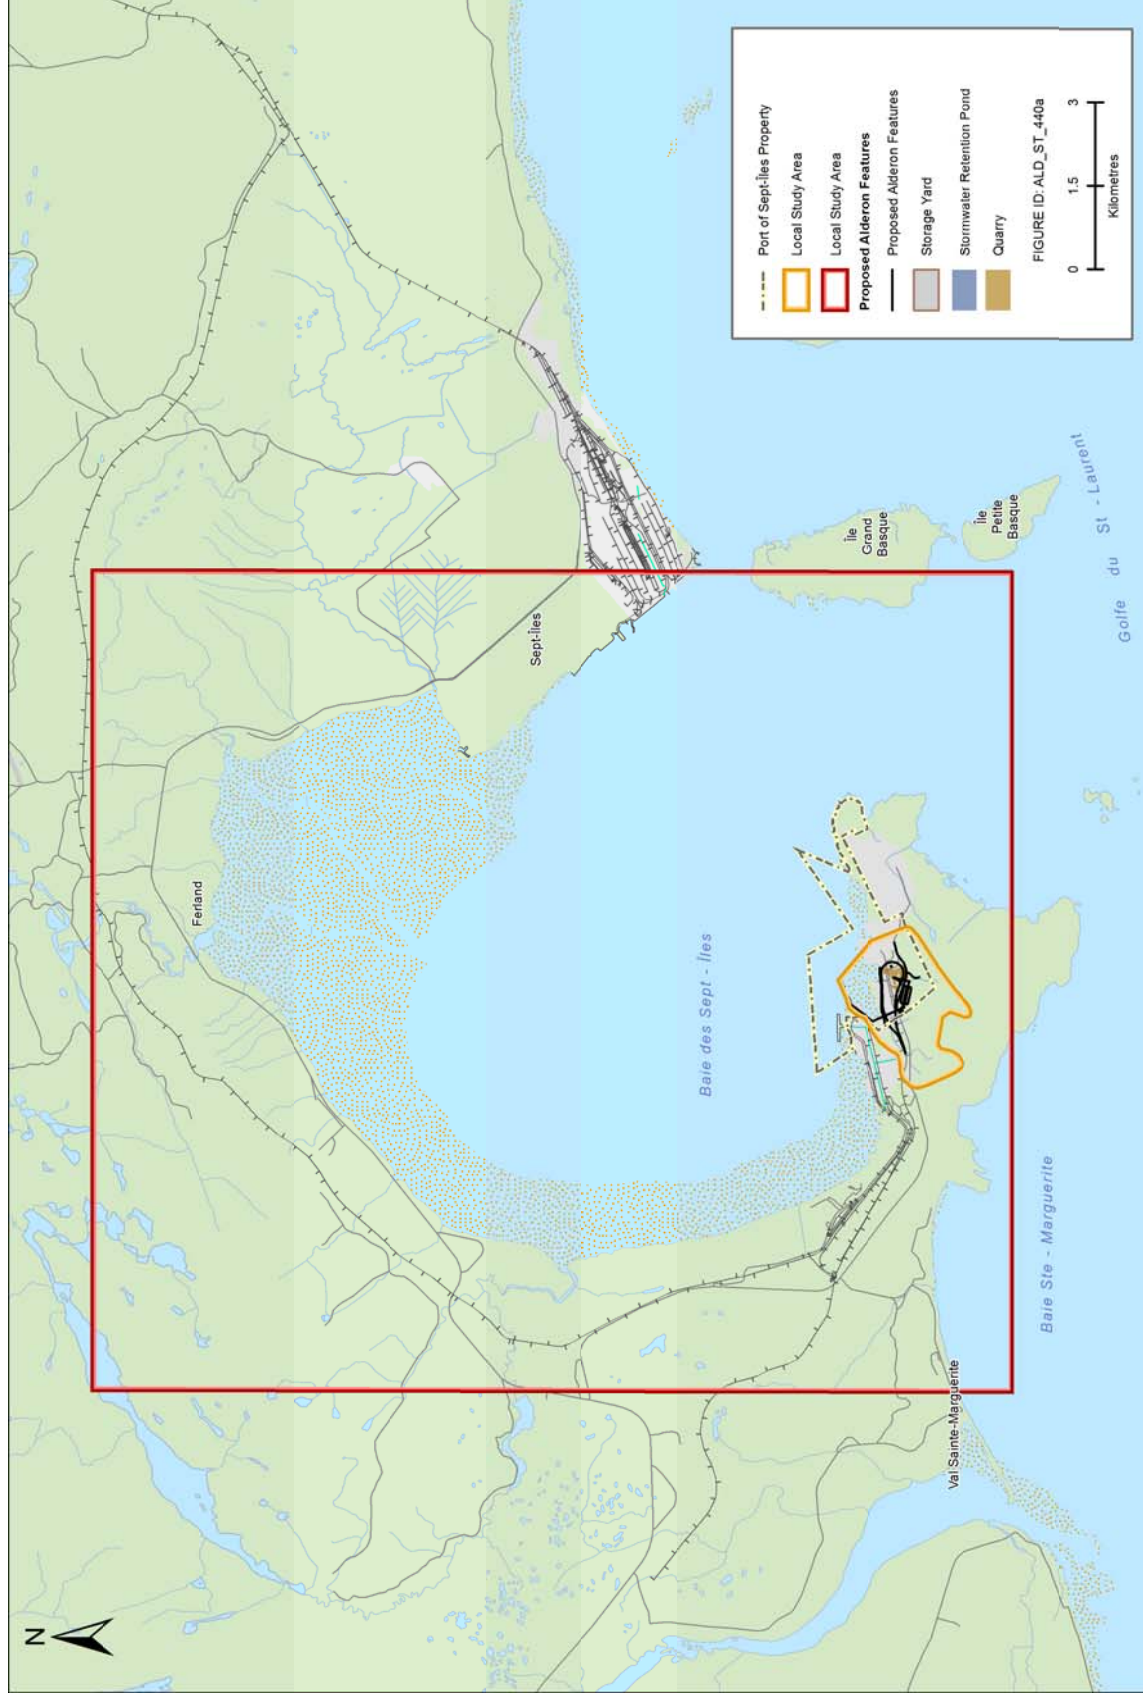 N
Ferland
Sept-Îles
Baie des Sept - Îles
Île
Grand
Basque
Île
Petite
Basque
Golfe du St - Laurent
Baie Ste - Marguerite
Val Sainte-Marguerite
Port of Sept-Îles Property
Local Study Area
Local Study Area
Proposed Alderon Features
Proposed Alderon Features
Storage Yard
Stormwater Retention Pond
Quarry
FIGURE ID: ALD_ST_440a
0 1.5 3
Kilometres